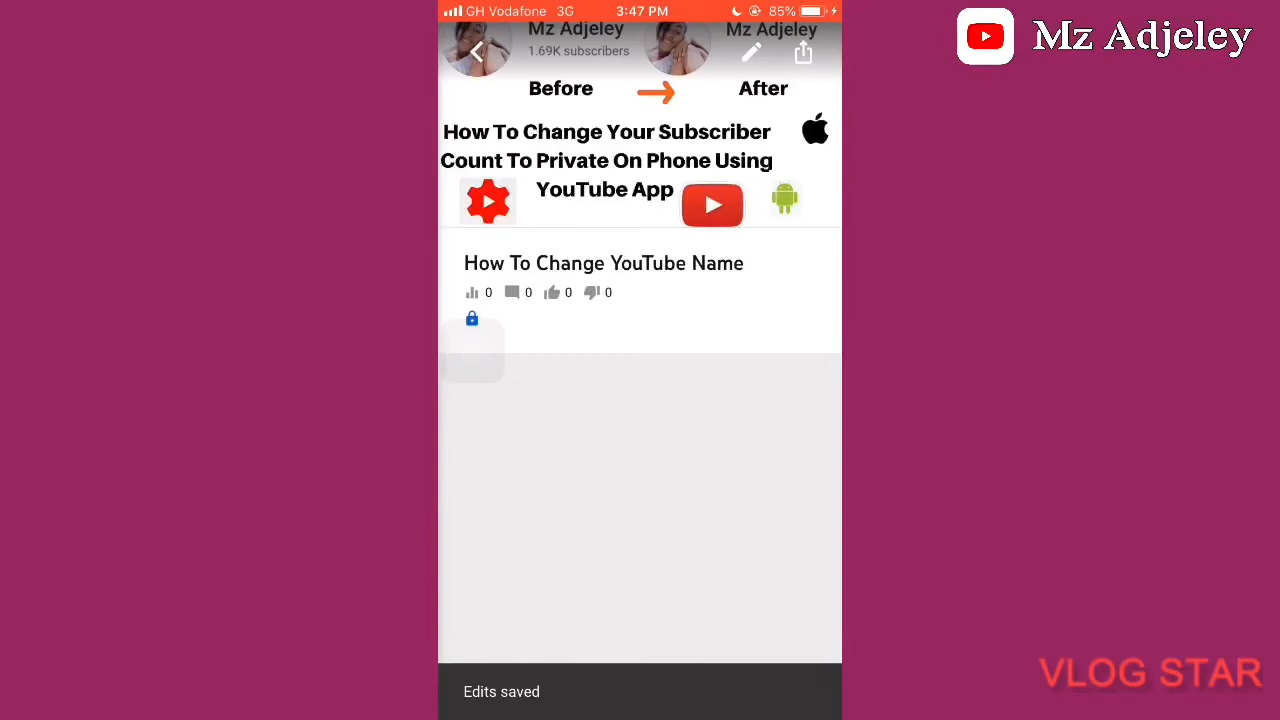 GH Vodafone 3G 3:47 PM 85%
Mz Adjeley Mz Adjeley
1.69K subscribers
Before After
How To Change Your Subscriber
Count To Private On Phone Using
YouTube App
How To Change YouTube Name
0 0 0 0
Edits saved
Mz Adjeley
VLOG STAR